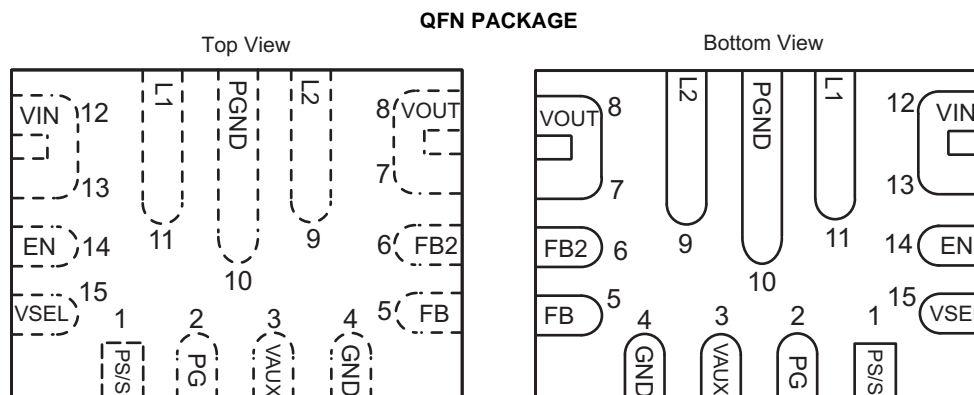 QFN PACKAGE
Top View
Bottom View
VIN
12
13
L1
11
PGND
10
L2
9
8
VOUT
7
EN
14
6
FB2
VSEL
15
5
FB
1
PS/S
2
PG
3
VAUX
4
GND
VOUT
8
7
L2
9
PGND
10
L1
11
12
VIN
13
FB2
6
14
EN
FB
5
15
VSEL
4
GND
3
VAUX
2
PG
1
PS/S